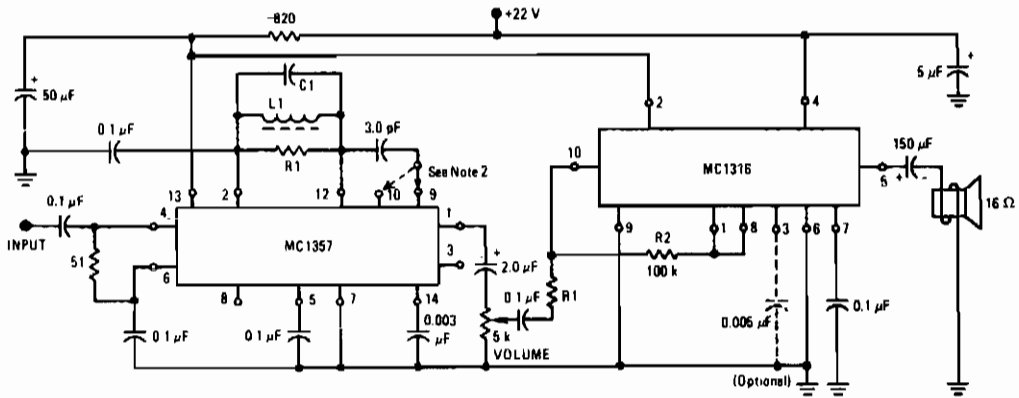 +22 V
-820
50 µF
+
C1
L1
R1
0.1 µF
3.0 pF
See Note 2
5 µF
+
2
4
10
MC1316
5
150 µF
+
-
16 Ω
9
1
8
3
6
7
R2
100 k
13
2
12
10
9
0.1 µF
INPUT
4
51
6
MC1357
1
3
+
2.0 µF
8
5
7
14
0.1 µF
0.1 µF
0.003
µF
5 k
VOLUME
0.1 µF
R1
0.005 µF
(Optional)
0.1 µF